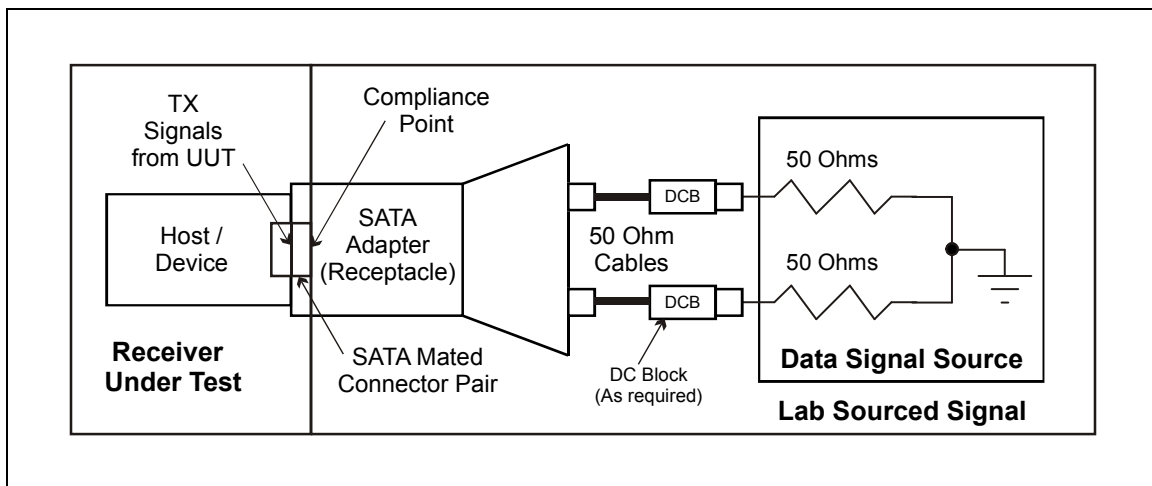 TX
Signals
from UUT
Compliance
Point
Host /
Device
SATA
Adapter
(Receptacle)
Receiver
Under Test
SATA Mated
Connector Pair
DCB
50 Ohm
Cables
DCB
DC Block
(As required)
50 Ohms
50 Ohms
Data Signal Source
Lab Sourced Signal